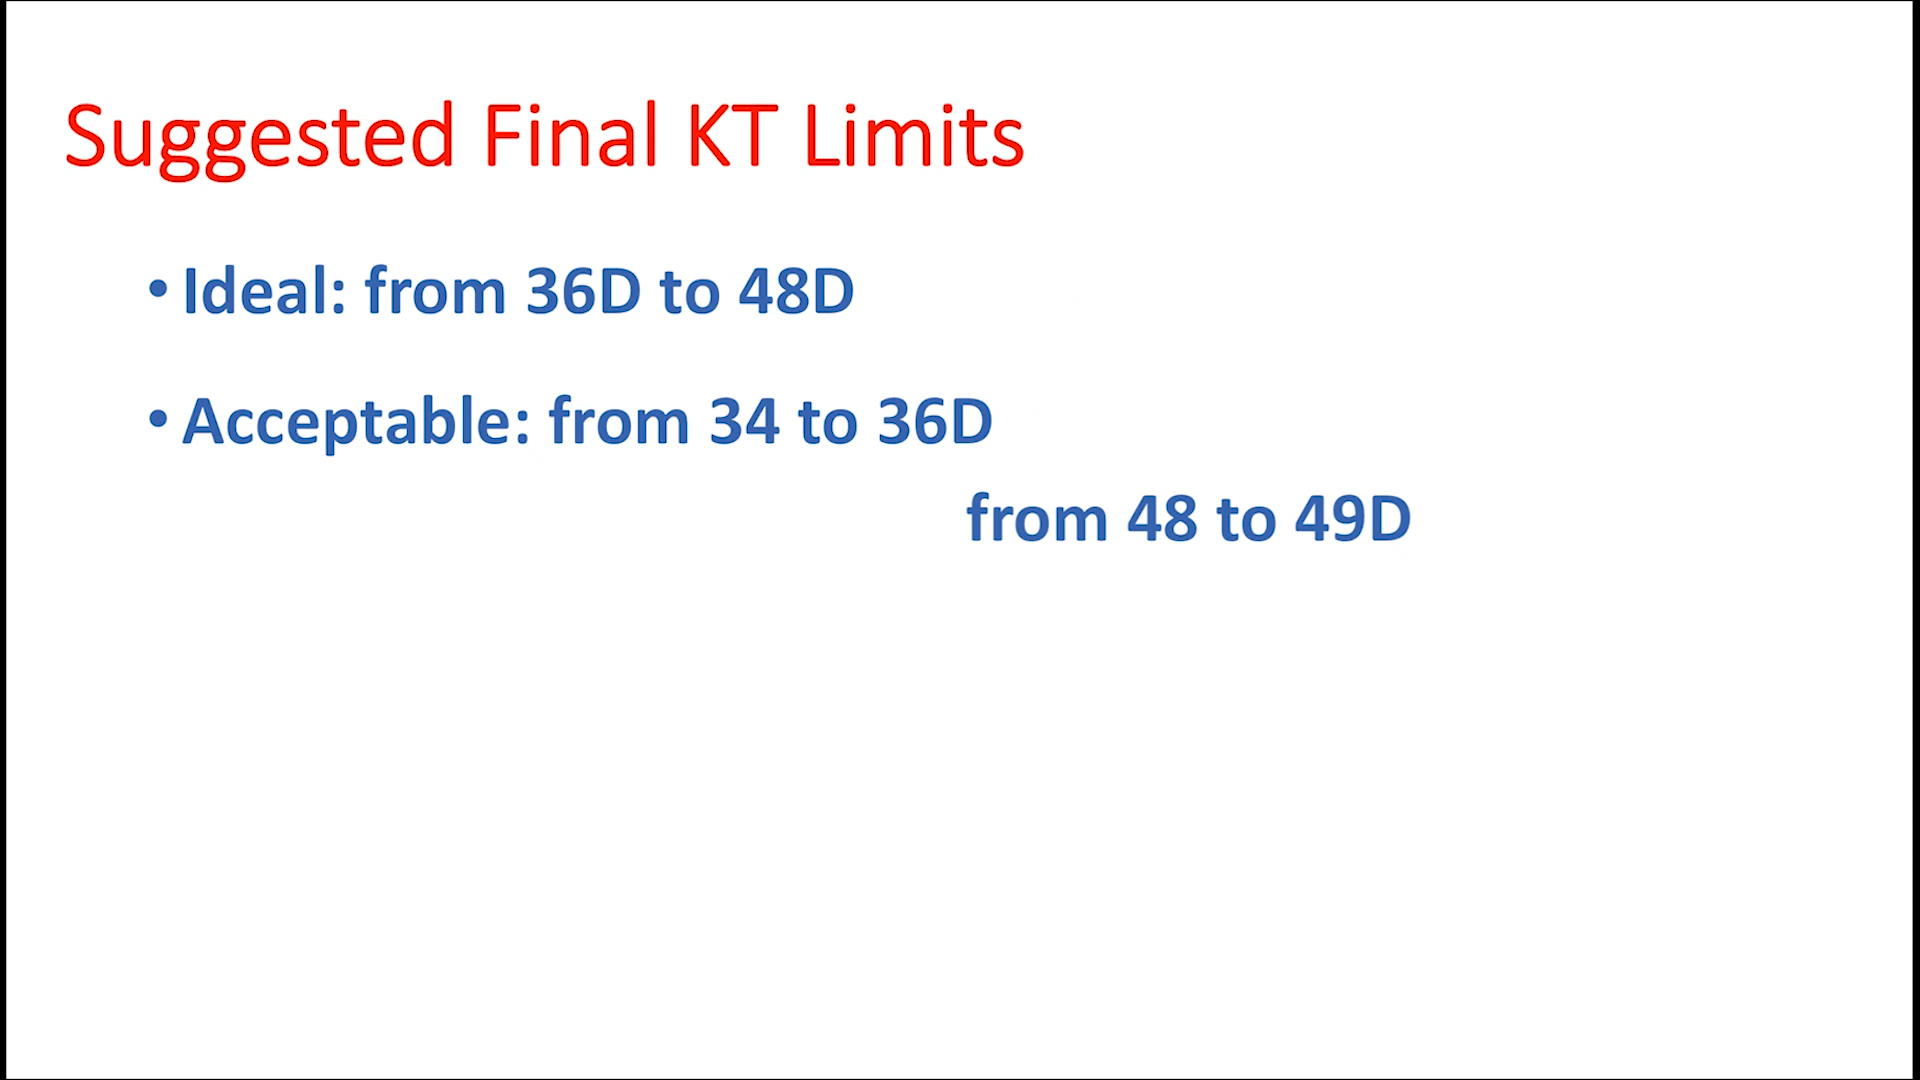 Suggested Final KT Limits
• Ideal: from 36D to 48D
• Acceptable: from 34 to 36D
from 48 to 49D